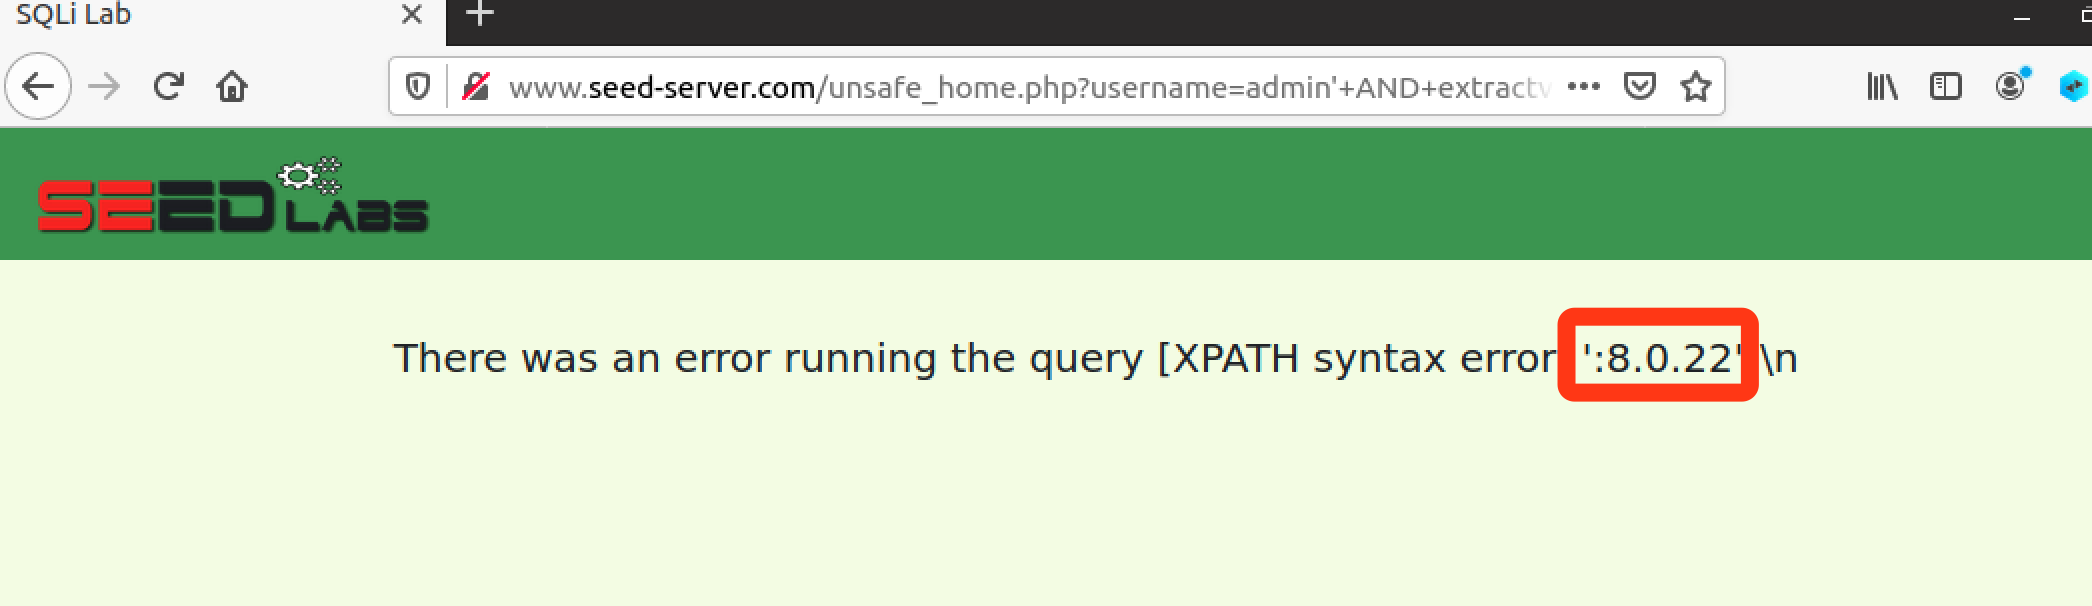 SQLi Lab
www.seed-server.com/unsafe_home.php?username=admin'+AND+extractv
SEED LABS
There was an error running the query [XPATH syntax error ':8.0.22' \n